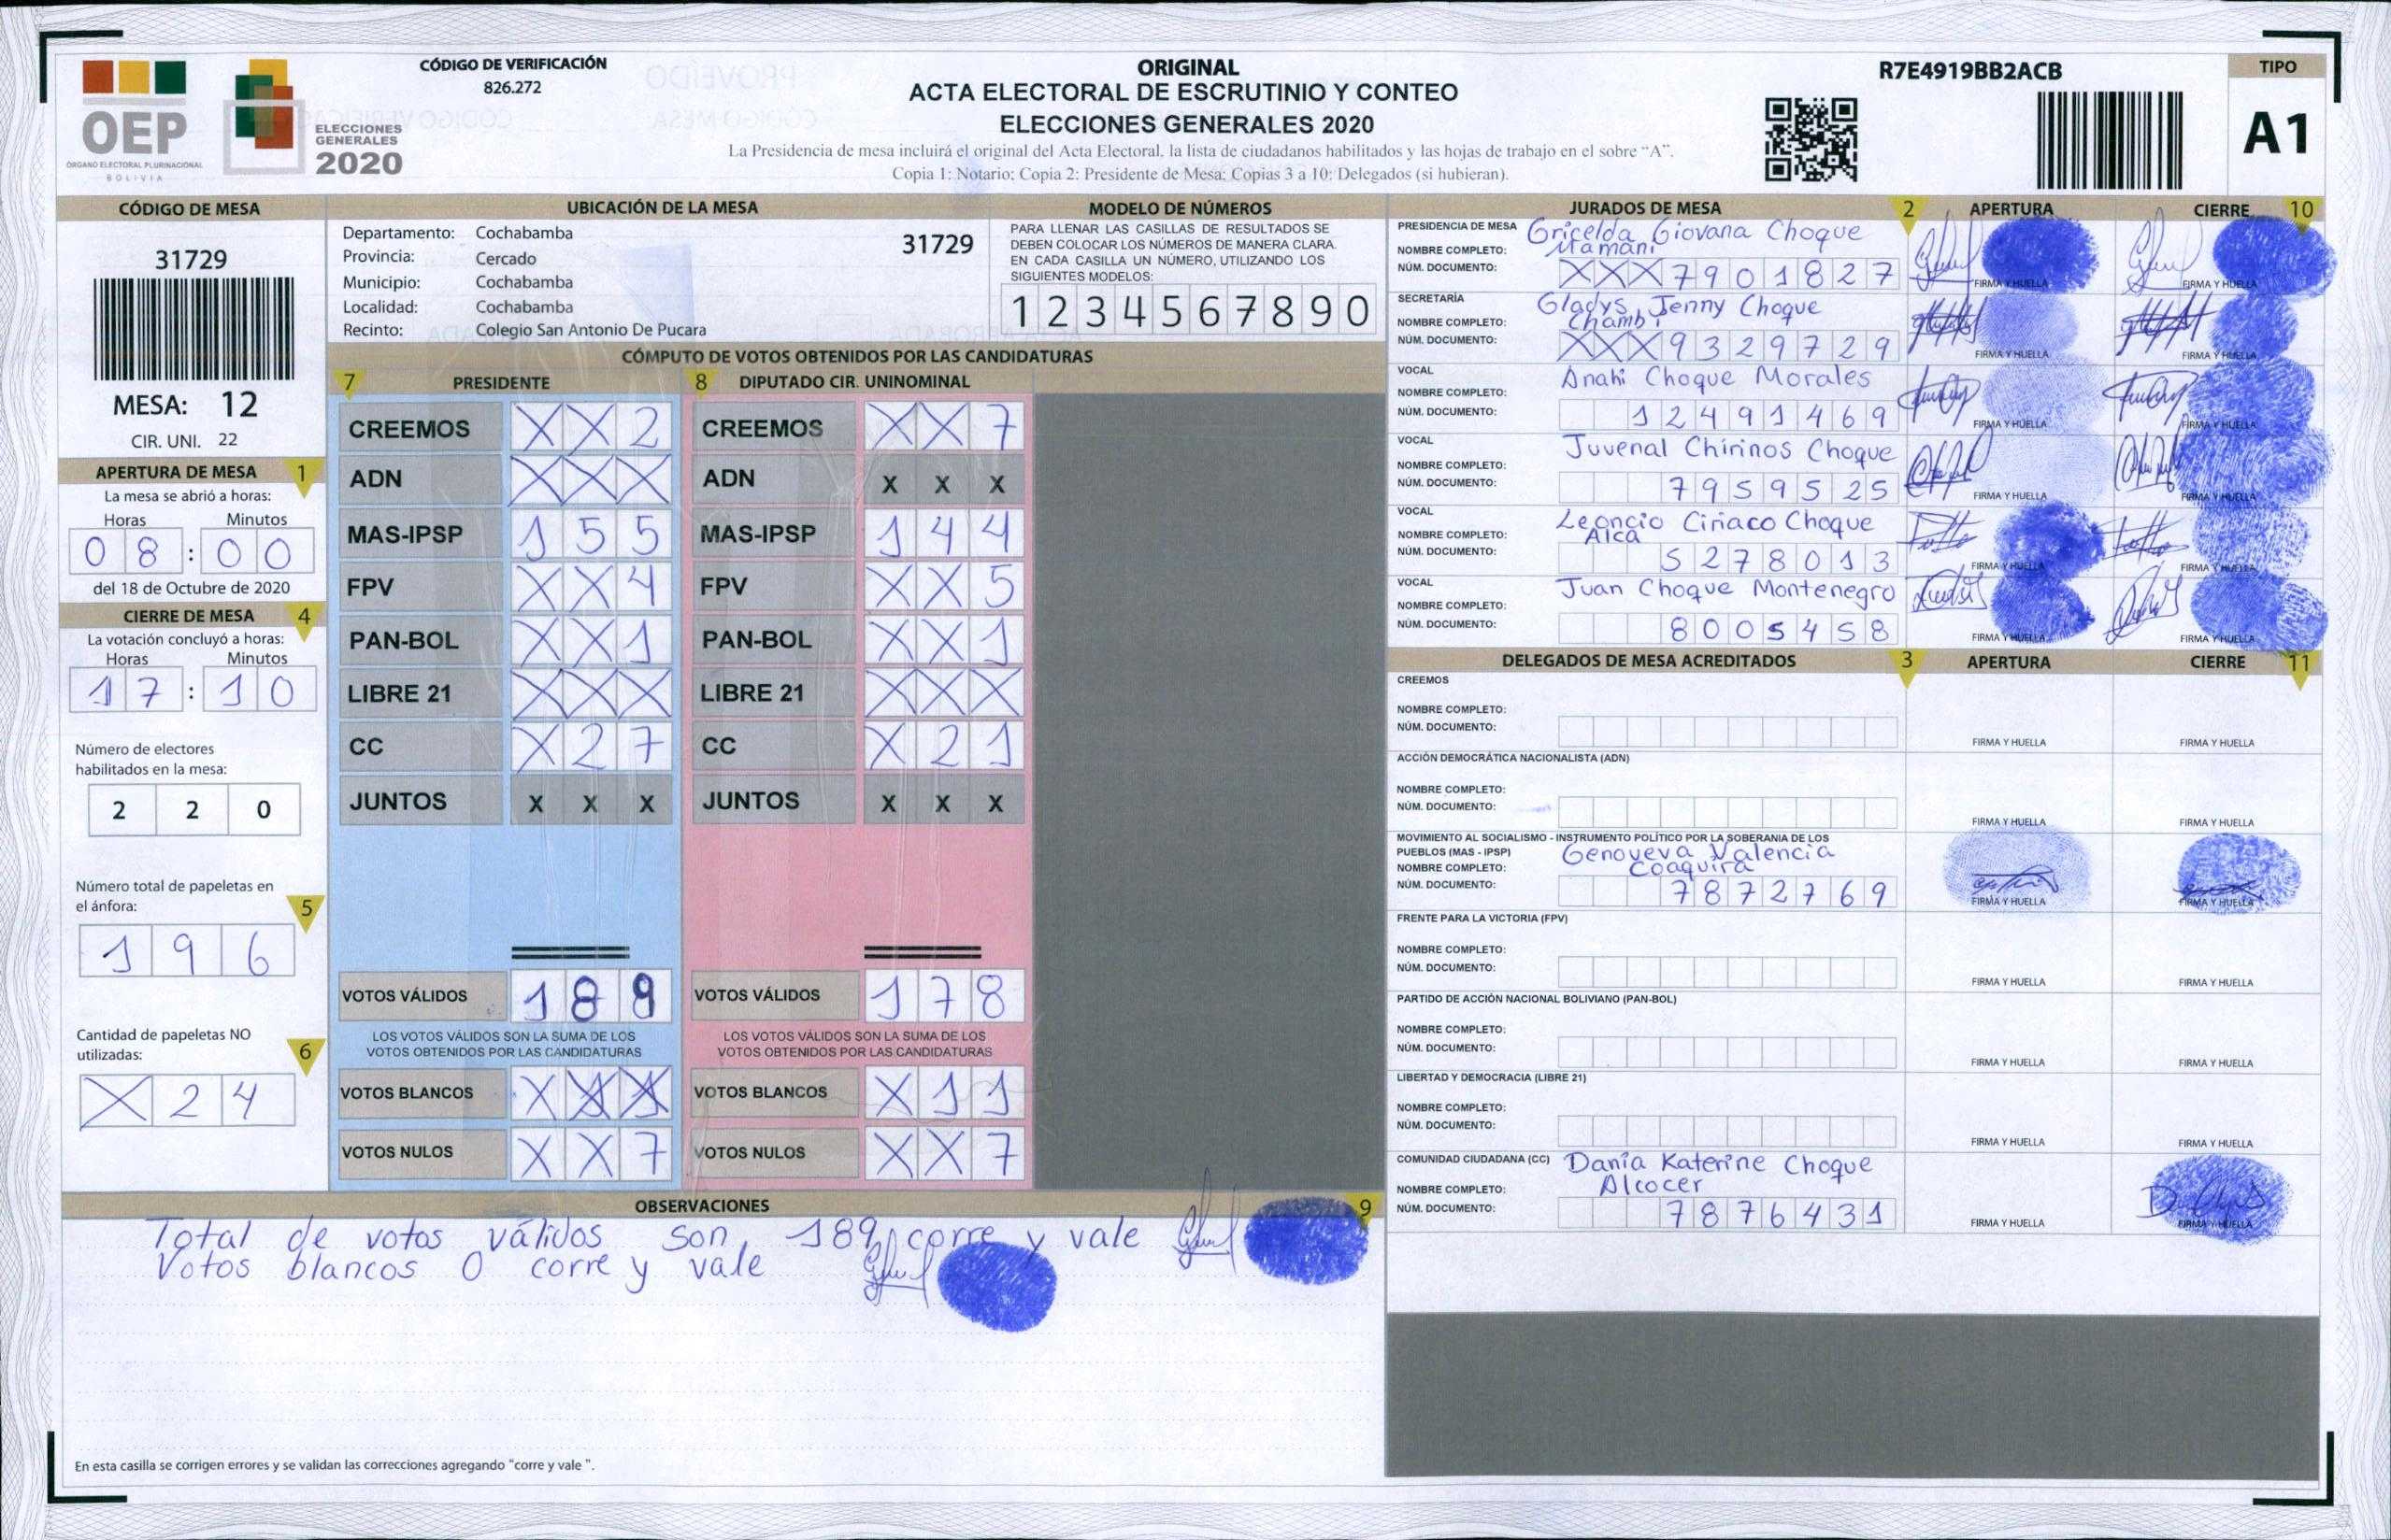 CÓDIGO DE VERIFICACIÓN
826.272
OEP
ÓRGANO ELECTORAL PLURINACIONAL
BOLIVIA
ELECCIONES
GENERALES
2020
ORIGINAL
ACTA ELECTORAL DE ESCRUTINIO Y CONTEO
ELECCIONES GENERALES 2020
La Presidencia de mesa incluirá el original del Acta Electoral, la lista de ciudadanos habilitados y las hojas de trabajo en el sobre “A”.
Copia 1: Notario; Copia 2: Presidente de Mesa; Copias 3 a 10: Delegados (si hubieran).
R7E4919BB2ACB
TIPO
A1
CÓDIGO DE MESA
31729
MESA: 12
CIR. UNI. 22
UBICACIÓN DE LA MESA
Departamento: Cochabamba
Provincia: Cercado
Municipio: Cochabamba
Localidad: Cochabamba
Recinto: Colegio San Antonio De Pucara
31729
MODELO DE NÚMEROS
PARA LLENAR LAS CASILLAS DE RESULTADOS SE
DEBEN COLOCAR LOS NÚMEROS DE MANERA CLARA.
EN CADA CASILLA UN NÚMERO, UTILIZANDO LOS
SIGUIENTES MODELOS:
1 2 3 4 5 6 7 8 9 0
APERTURA DE MESA 1
La mesa se abrió a horas:
Horas Minutos
0 8 : 0 0
del 18 de Octubre de 2020
CIERRE DE MESA 4
La votación concluyó a horas:
Horas Minutos
1 7 : 1 0
Número de electores
habilitados en la mesa:
2 2 0
Número total de papeletas en
el ánfora: 5
1 9 6
Cantidad de papeletas NO
utilizadas: 6
X 2 4
CÓMPUTO DE VOTOS OBTENIDOS POR LAS CANDIDATURAS
7 PRESIDENTE
CREEMOS X X 2
ADN X X X
MAS-IPSP 1 5 5
FPV X X 4
PAN-BOL X X 1
LIBRE 21 X X X
CC X 2 7
JUNTOS X X X
VOTOS VÁLIDOS 1 8 9
LOS VOTOS VÁLIDOS SON LA SUMA DE LOS
VOTOS OBTENIDOS POR LAS CANDIDATURAS
VOTOS BLANCOS X X X
VOTOS NULOS X X 7
8 DIPUTADO CIR. UNINOMINAL
CREEMOS X X 7
ADN X X X
MAS-IPSP 1 4 4
FPV X X 5
PAN-BOL X X 1
LIBRE 21 X X X
CC X 2 1
JUNTOS X X X
VOTOS VÁLIDOS 1 7 8
LOS VOTOS VÁLIDOS SON LA SUMA DE LOS
VOTOS OBTENIDOS POR LAS CANDIDATURAS
VOTOS BLANCOS X 1 1
VOTOS NULOS X X 7
OBSERVACIONES 9
Total de votos válidos son 189 corre y vale
Votos blancos 0 corre y vale
En esta casilla se corrigen errores y se validan las correcciones agregando “corre y vale ”.
JURADOS DE MESA 2 APERTURA CIERRE 10
PRESIDENCIA DE MESA Gricelda Giovana Choque
NOMBRE COMPLETO: Mamani
NÚM. DOCUMENTO: X X X 7 9 0 1 8 2 7
FIRMA Y HUELLA FIRMA Y HUELLA
SECRETARÍA Gladys Jenny Choque
NOMBRE COMPLETO: Chambi
NÚM. DOCUMENTO: X X X 9 3 2 9 7 2 9
FIRMA Y HUELLA FIRMA Y HUELLA
VOCAL Anahi Choque Morales
NOMBRE COMPLETO:
NÚM. DOCUMENTO: 1 2 4 9 1 4 6 9
FIRMA Y HUELLA FIRMA Y HUELLA
VOCAL Juvenal Chirinos Choque
NOMBRE COMPLETO:
NÚM. DOCUMENTO: 7 9 5 9 5 2 5
FIRMA Y HUELLA FIRMA Y HUELLA
VOCAL Leoncio Ciriaco Choque
NOMBRE COMPLETO: Alca
NÚM. DOCUMENTO: 5 2 7 8 0 1 3
FIRMA Y HUELLA FIRMA Y HUELLA
VOCAL Juan Choque Montenegro
NOMBRE COMPLETO:
NÚM. DOCUMENTO: 8 0 0 5 4 5 8
FIRMA Y HUELLA FIRMA Y HUELLA
DELEGADOS DE MESA ACREDITADOS 3 APERTURA CIERRE 11
CREEMOS
NOMBRE COMPLETO:
NÚM. DOCUMENTO:
FIRMA Y HUELLA FIRMA Y HUELLA
ACCIÓN DEMOCRÁTICA NACIONALISTA (ADN)
NOMBRE COMPLETO:
NÚM. DOCUMENTO:
FIRMA Y HUELLA FIRMA Y HUELLA
MOVIMIENTO AL SOCIALISMO - INSTRUMENTO POLÍTICO POR LA SOBERANIA DE LOS
PUEBLOS (MAS - IPSP) Genoveva Valencia
NOMBRE COMPLETO: Coaquira
NÚM. DOCUMENTO: 7 8 7 2 7 6 9
FIRMA Y HUELLA FIRMA Y HUELLA
FRENTE PARA LA VICTORIA (FPV)
NOMBRE COMPLETO:
NÚM. DOCUMENTO:
FIRMA Y HUELLA FIRMA Y HUELLA
PARTIDO DE ACCIÓN NACIONAL BOLIVIANO (PAN-BOL)
NOMBRE COMPLETO:
NÚM. DOCUMENTO:
FIRMA Y HUELLA FIRMA Y HUELLA
LIBERTAD Y DEMOCRACIA (LIBRE 21)
NOMBRE COMPLETO:
NÚM. DOCUMENTO:
FIRMA Y HUELLA FIRMA Y HUELLA
COMUNIDAD CIUDADANA (CC) Dania Katerine Choque
NOMBRE COMPLETO: Alcocer
NÚM. DOCUMENTO: 7 8 7 6 4 3 1
FIRMA Y HUELLA FIRMA Y HUELLA